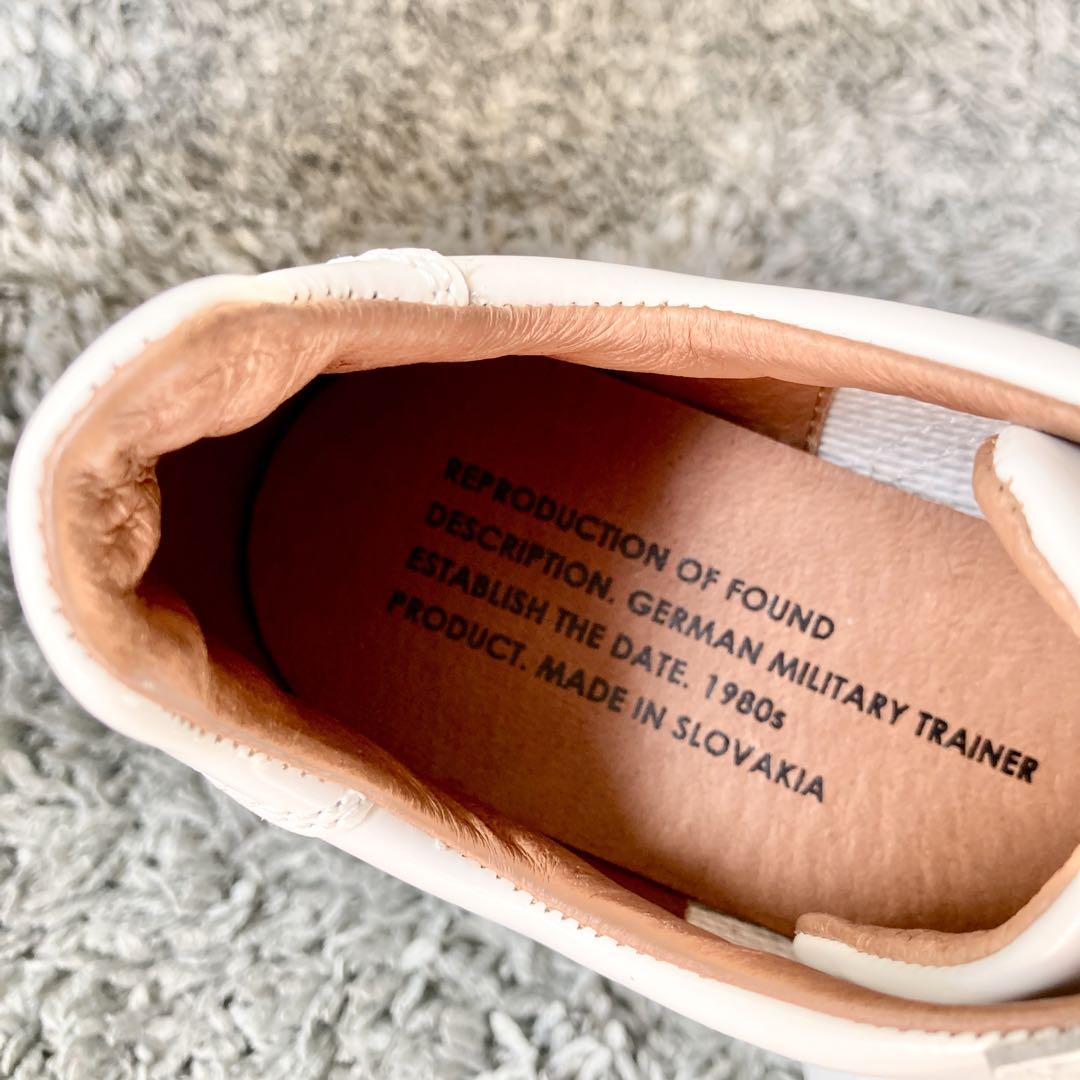 REPRODUCTION OF FOUND
DESCRIPTION. GERMAN MILITARY TRAINER
ESTABLISH THE DATE. 1980s
PRODUCT. MADE IN SLOVAKIA